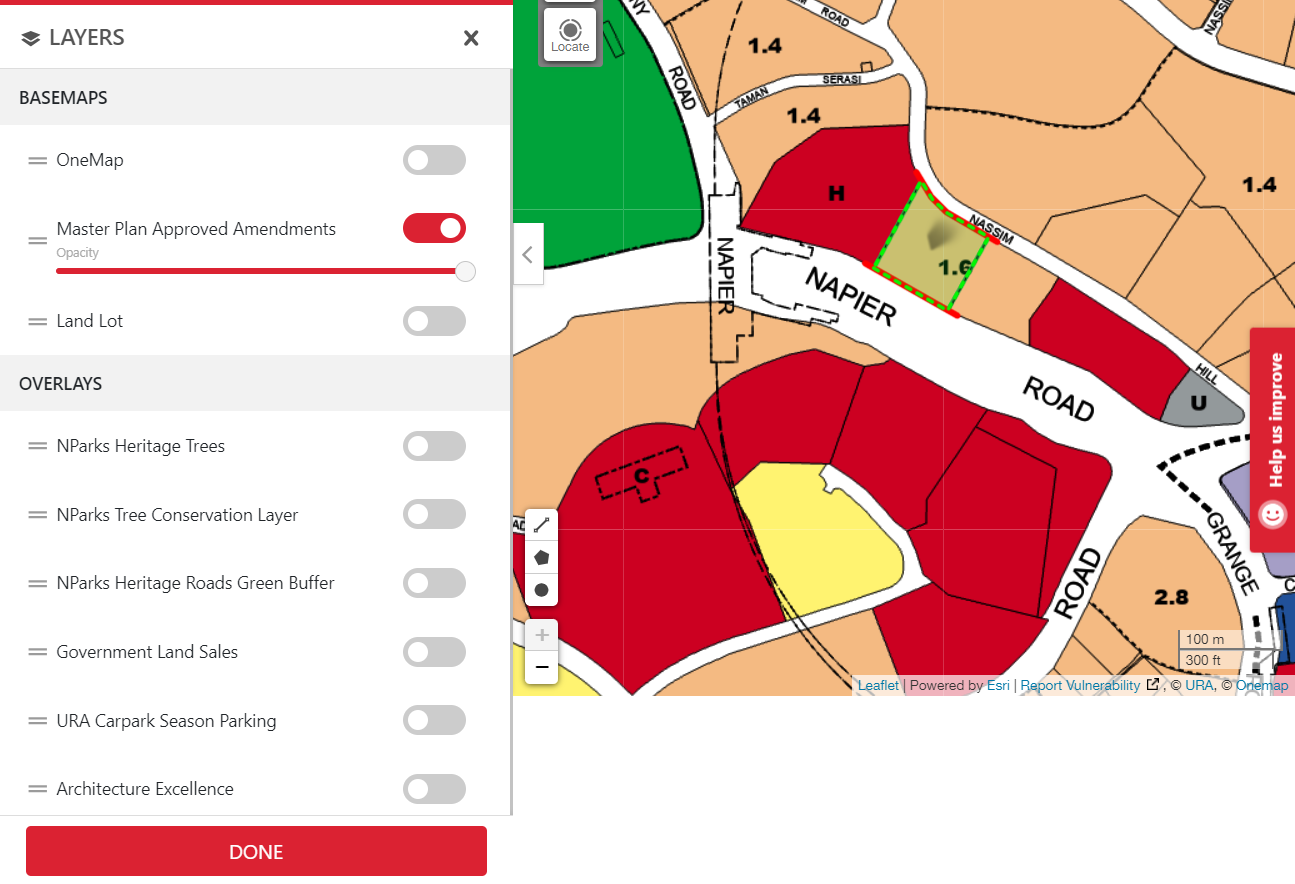 LAYERS
BASEMAPS
OneMap
Master Plan Approved Amendments
Opacity
Land Lot
OVERLAYS
NParks Heritage Trees
NParks Tree Conservation Layer
NParks Heritage Roads Green Buffer
Government Land Sales
URA Carpark Season Parking
Architecture Excellence
DONE
Locate
ROAD
ROAD
1.4
TAMAN
SERASI
1.4
H
NASSIM
1.4
1.6
NAPIER
NAPIER
ROAD
HILL
U
C
ROAD
GRANGE
2.8
Help us improve
+
−
100 m
300 ft
Leaflet | Powered by Esri | Report Vulnerability , © URA, © Onemap